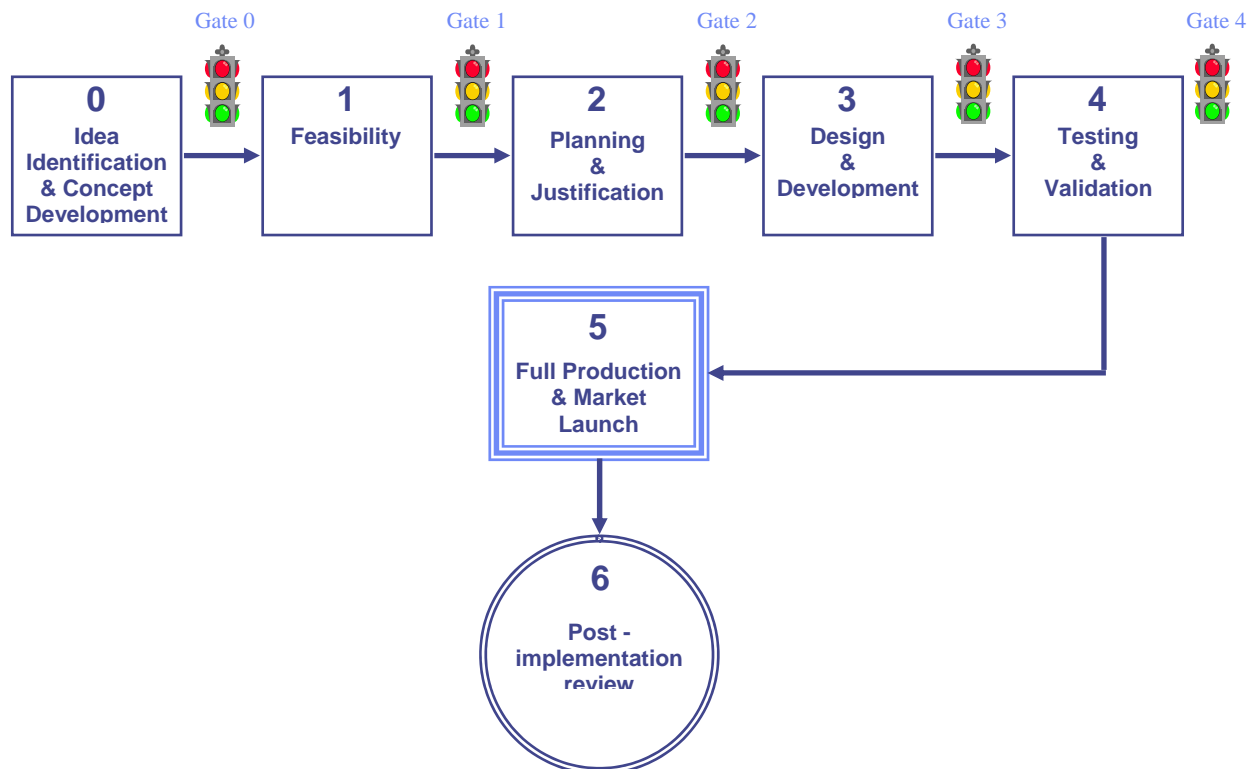 Gate 0
Gate 1
Gate 2
Gate 3
Gate 4
0
Idea
Identification
& Concept
Development
1
Feasibility
2
Planning
&
Justification
3
Design
&
Development
4
Testing
&
Validation
5
Full Production
& Market
Launch
6
Post -
implementation
review